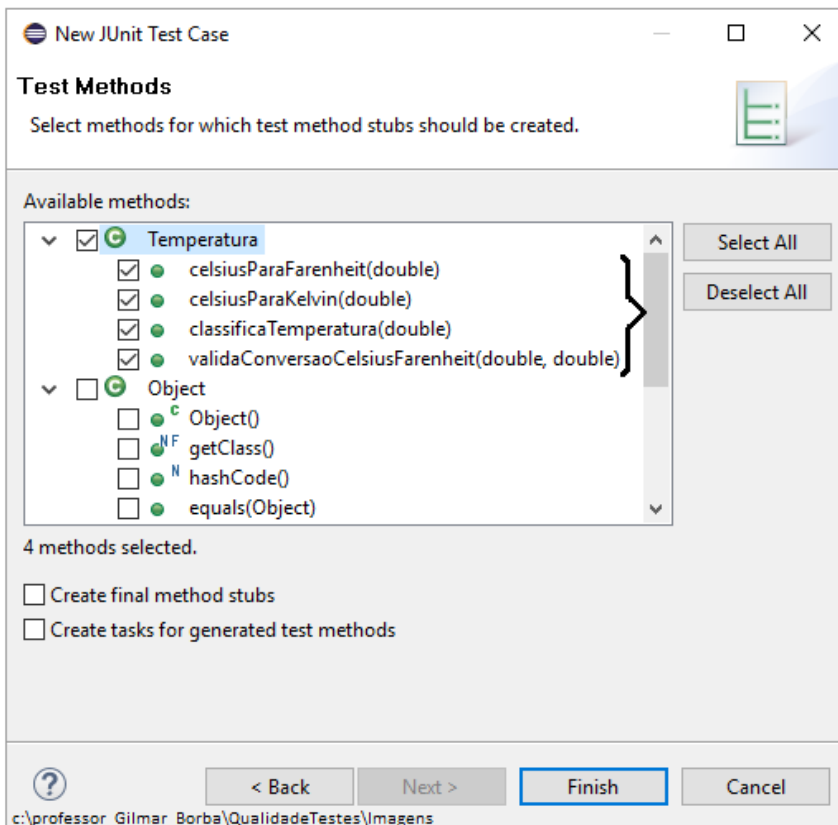 New JUnit Test Case
Test Methods
Select methods for which test method stubs should be created.
Available methods:
Temperatura
celsiusParaFarenheit(double)
celsiusParaKelvin(double)
classificaTemperatura(double)
validaConversaoCelsiusFarenheit(double, double)
Object
C Object()
NF getClass()
N hashCode()
equals(Object)
Select All
Deselect All
4 methods selected.
Create final method stubs
Create tasks for generated test methods
? < Back Next > Finish Cancel
c:\professor_Gilmar_Borba\QualidadeTestes\Imagens